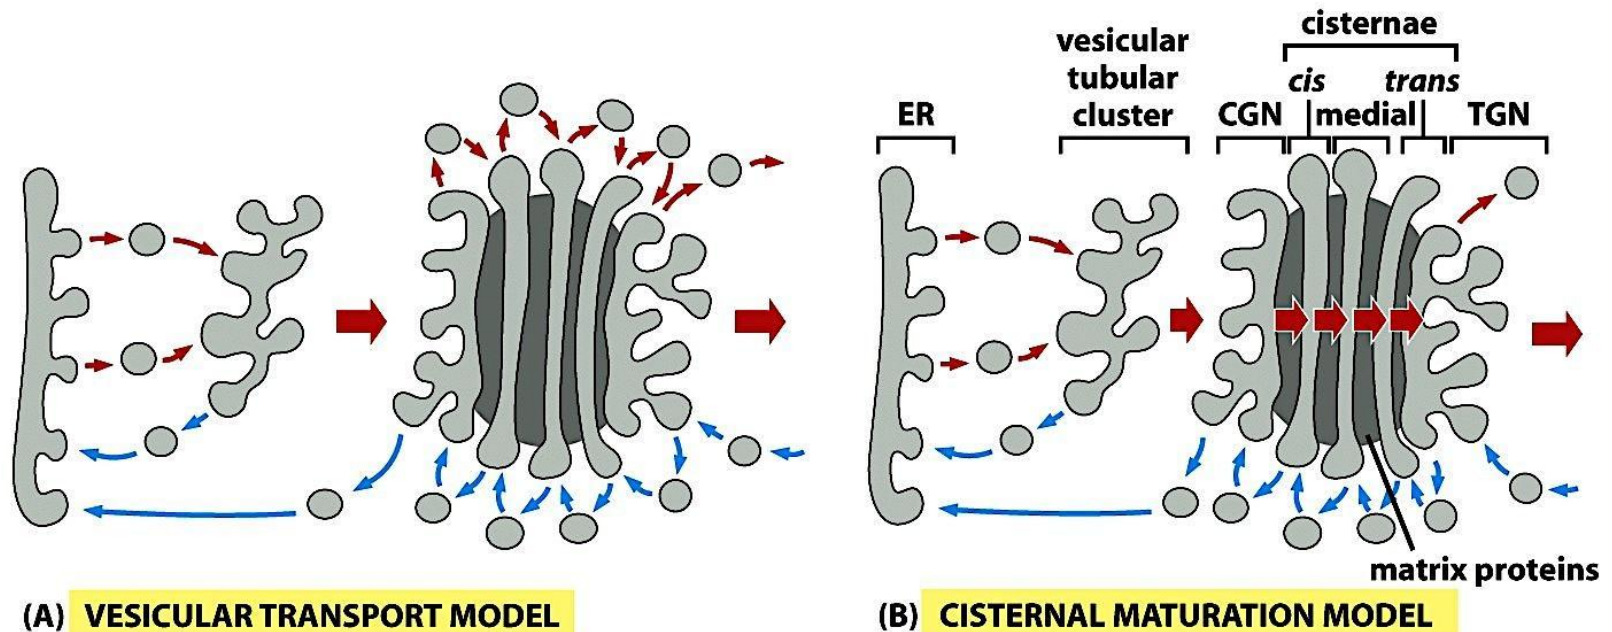 cisternae
vesicular
tubular
cluster
cis
trans
ER
CGN
medial
TGN
matrix proteins
(A) VESICULAR TRANSPORT MODEL
(B) CISTERNAL MATURATION MODEL